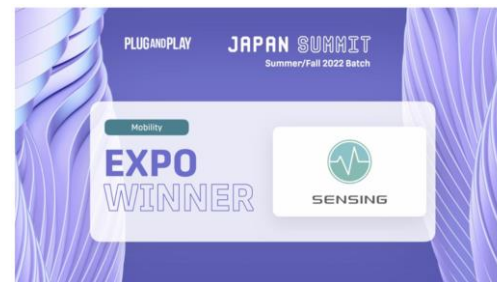 PLUGANDPLAY
JAPAN SUMMIT
Summer/Fall 2022 Batch
Mobility
EXPO
WINNER
SENSING